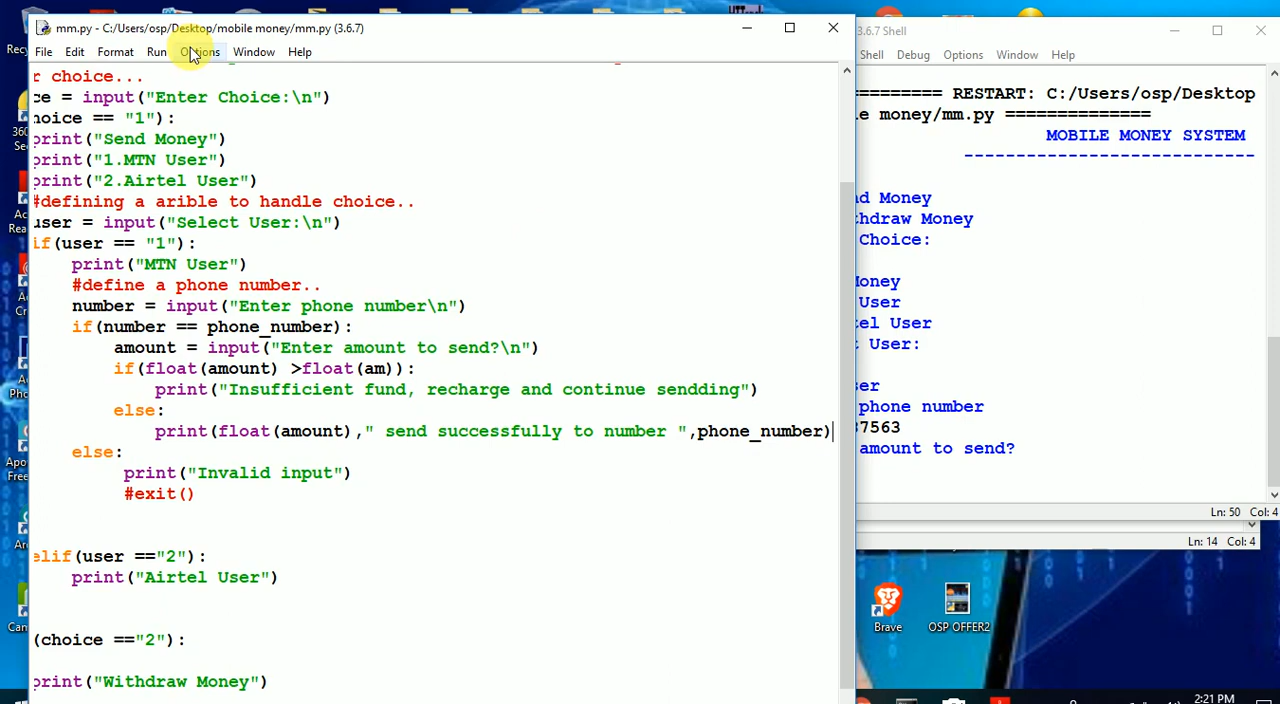 mm.py - C:/Users/osp/Desktop/mobile money/mm.py (3.6.7)
File Edit Format Run Options Window Help
r choice...
ce = input("Enter Choice:\n")
hoice == "1"):
print("Send Money")
print("1.MTN User")
print("2.Airtel User")
#defining a arible to handle choice..
user = input("Select User:\n")
if(user == "1"):
print("MTN User")
#define a phone number..
number = input("Enter phone number\n")
if(number == phone_number):
amount = input("Enter amount to send?\n")
if(float(amount) >float(am)):
print("Insufficient fund, recharge and continue sendding")
else:
print(float(amount)," send successfully to number ",phone_number)
else:
print("Invalid input")
#exit()
elif(user =="2"):
print("Airtel User")
(choice =="2"):
print("Withdraw Money")
3.6.7 Shell
Shell Debug Options Window Help
========= RESTART: C:/Users/osp/Desktop
le money/mm.py ==============
MOBILE MONEY SYSTEM
----------------------------
nd Money
thdraw Money
Choice:
Money
User
tel User
t User:
ser
phone number
37563
amount to send?
Ln: 50 Col: 4
Ln: 14 Col: 4
Brave
OSP OFFER2
2:21 PM